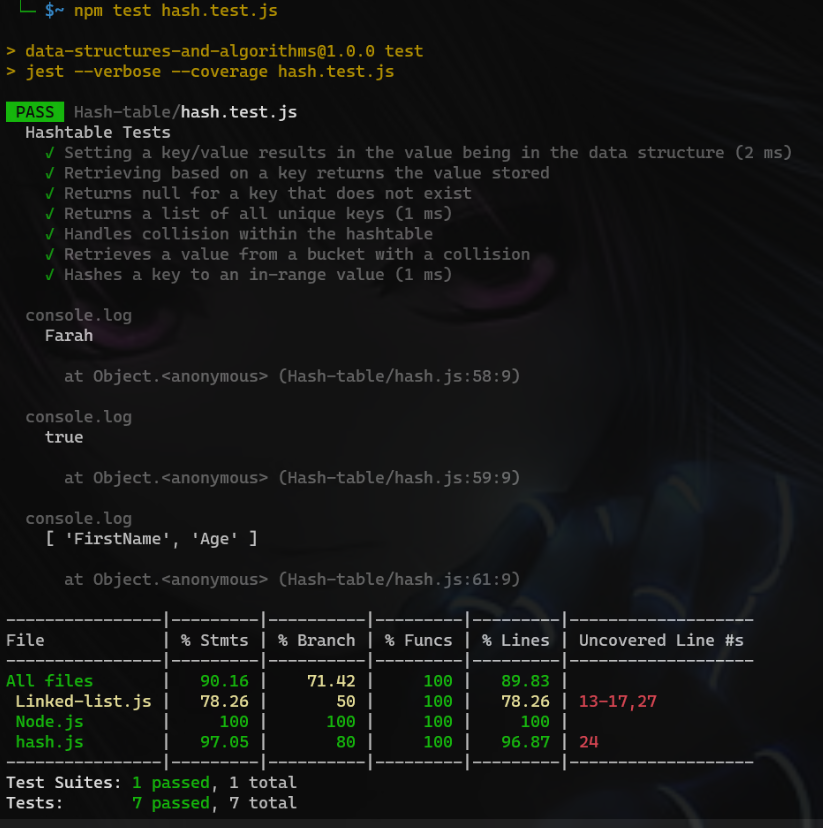 └─ $~ npm test hash.test.js
> data-structures-and-algorithms@1.0.0 test
> jest --verbose --coverage hash.test.js
PASS Hash-table/hash.test.js
Hashtable Tests
√ Setting a key/value results in the value being in the data structure (2 ms)
√ Retrieving based on a key returns the value stored
√ Returns null for a key that does not exist
√ Returns a list of all unique keys (1 ms)
√ Handles collision within the hashtable
√ Retrieves a value from a bucket with a collision
√ Hashes a key to an in-range value (1 ms)
console.log
Farah
at Object.<anonymous> (Hash-table/hash.js:58:9)
console.log
true
at Object.<anonymous> (Hash-table/hash.js:59:9)
console.log
[ 'FirstName', 'Age' ]
at Object.<anonymous> (Hash-table/hash.js:61:9)
----------------|---------|----------|---------|---------|-------------------
File | % Stmts | % Branch | % Funcs | % Lines | Uncovered Line #s
----------------|---------|----------|---------|---------|-------------------
All files | 90.16 | 71.42 | 100 | 89.83 |
Linked-list.js | 78.26 | 50 | 100 | 78.26 | 13-17,27
Node.js | 100 | 100 | 100 | 100 |
hash.js | 97.05 | 80 | 100 | 96.87 | 24
----------------|---------|----------|---------|---------|-------------------
Test Suites: 1 passed, 1 total
Tests: 7 passed, 7 total